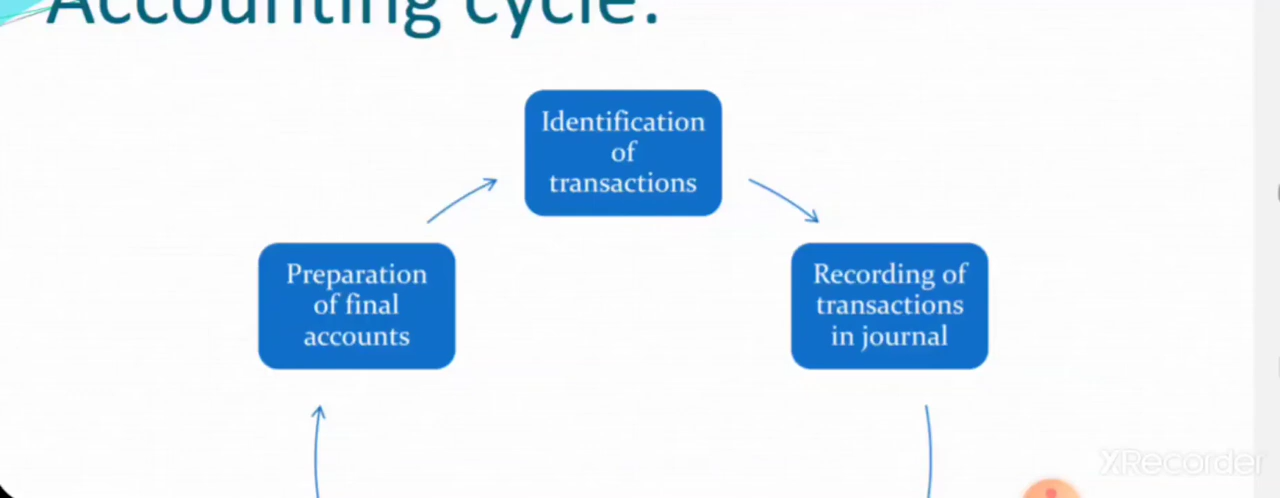 Accounting cycle:
Identification
of
transactions
Preparation
of final
accounts
Recording of
transactions
in journal
XRecorder